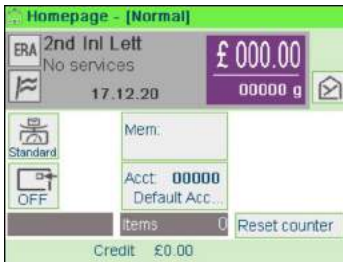 Homepage - [Normal]
ERA 2nd Inl Lett £ 000.00
No services
17.12.20 00000 g
Standard Mem:
Acct: 00000
OFF Default Acc...
Items 0 Reset counter
Credit £0.00